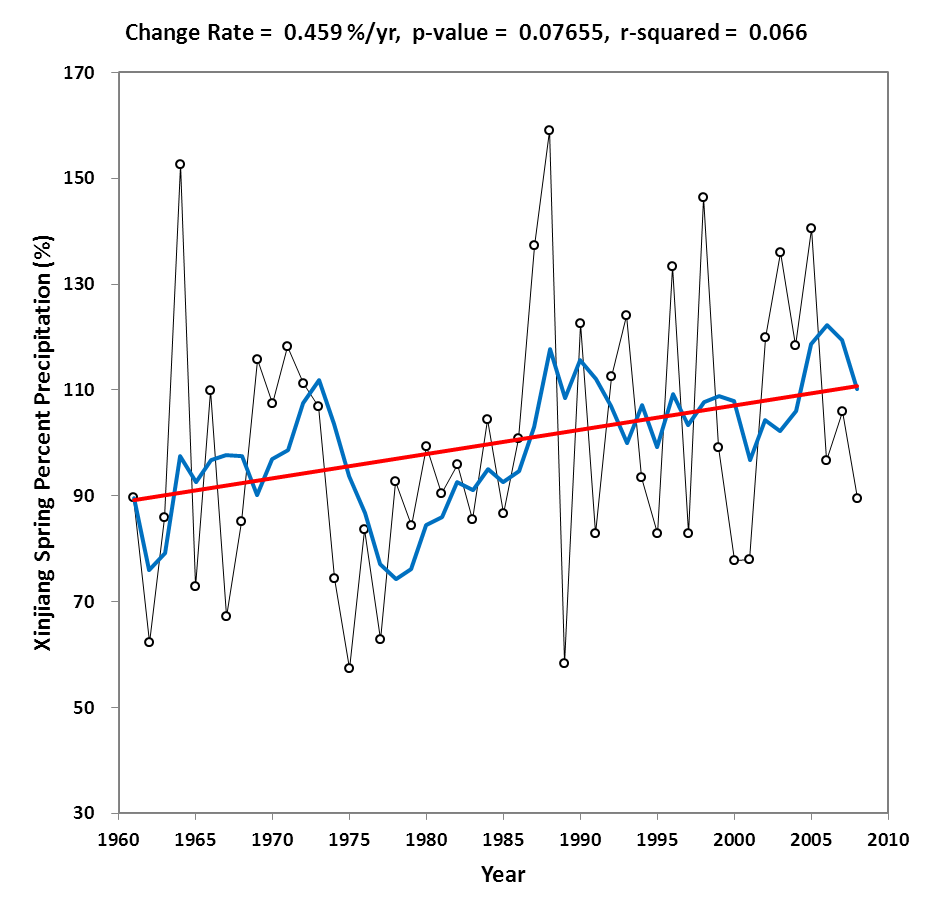 Change Rate = 0.459 %/yr, p-value = 0.07655, r-squared = 0.066
170
150
130
110
90
70
50
30
Xinjiang Spring Percent Precipitation (%)
1960 1965 1970 1975 1980 1985 1990 1995 2000 2005 2010
Year